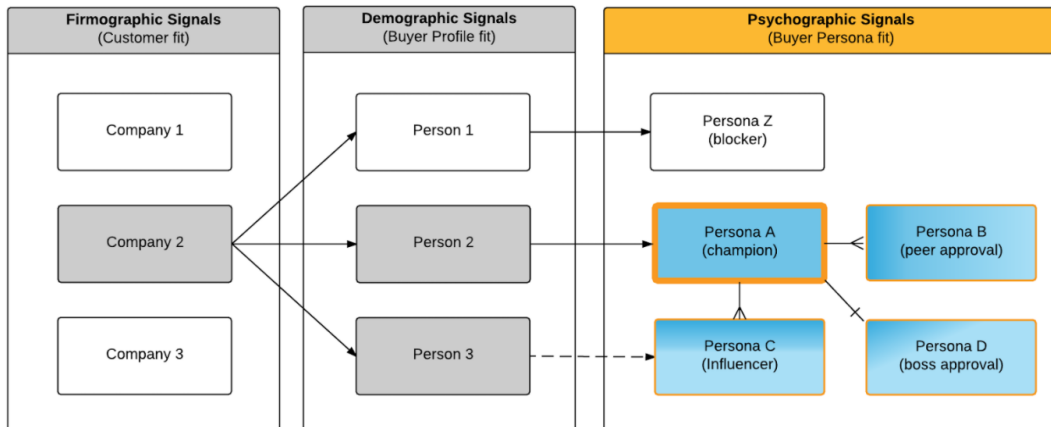 Firmographic Signals
(Customer fit)
Demographic Signals
(Buyer Profile fit)
Psychographic Signals
(Buyer Persona fit)
Company 1
Person 1
Persona Z
(blocker)
Company 2
Person 2
Persona A
(champion)
Persona B
(peer approval)
Company 3
Person 3
Persona C
(Influencer)
Persona D
(boss approval)